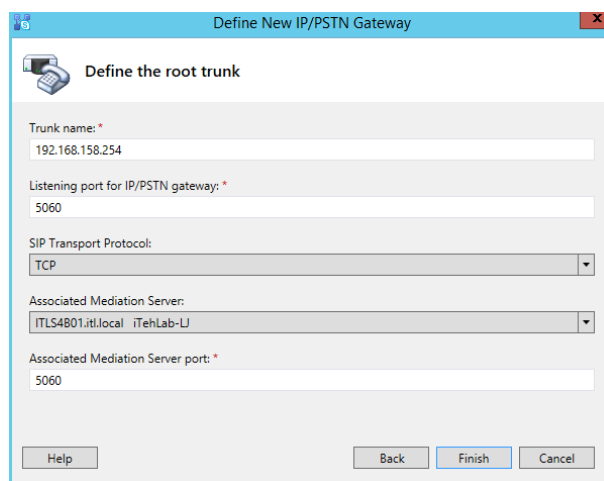 Define New IP/PSTN Gateway
Define the root trunk
Trunk name: *
192.168.158.254
Listening port for IP/PSTN gateway: *
5060
SIP Transport Protocol:
TCP
Associated Mediation Server:
ITLS4B01.itl.local iTehLab-LJ
Associated Mediation Server port: *
5060
Help Back Finish Cancel